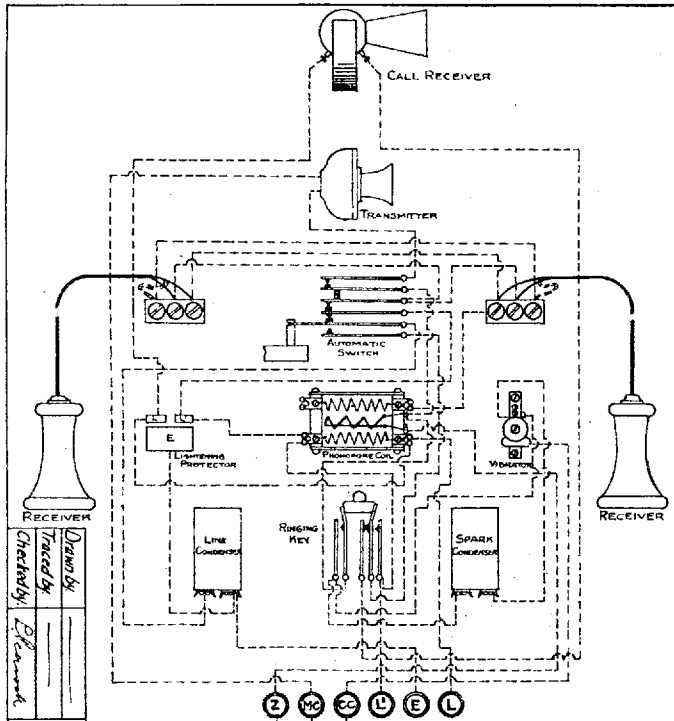 CALL RECEIVER
TRANSMITTER
AUTOMATIC
SWITCH
E
LIGHTENING
PROTECTOR
PHONOPORE COIL
VIBRATOR
RECEIVER
RECEIVER
LINE
CONDENSER
RINGING
KEY
SPARK
CONDENSER
Drawn by
Traced by
Checked by.
Z
MC
CC
L'
E
L